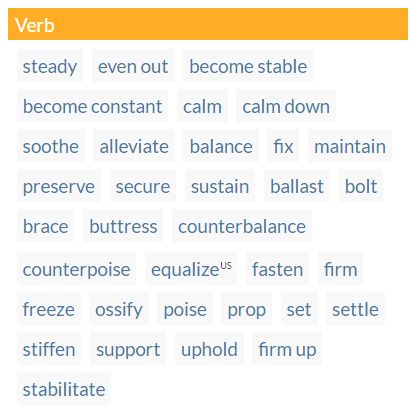 Verb
steady even out become stable
become constant calm calm down
soothe alleviate balance fix maintain
preserve secure sustain ballast bolt
brace buttress counterbalance
counterpoise equalizeUS fasten firm
freeze ossify poise prop set settle
stiffen support uphold firm up
stabilitate